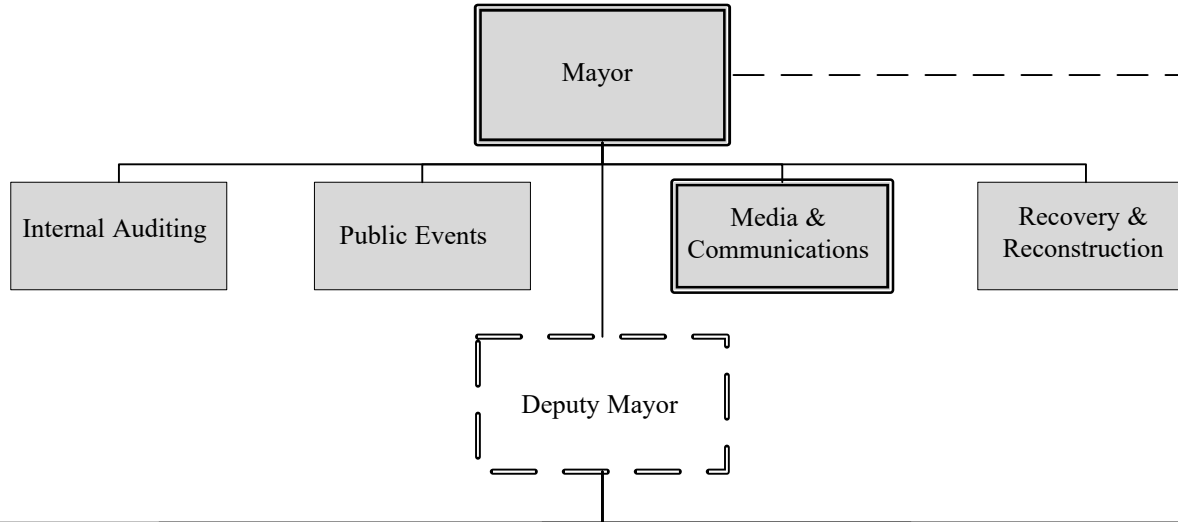 Mayor
Internal Auditing
Public Events
Media &
Communications
Recovery &
Reconstruction
Deputy Mayor